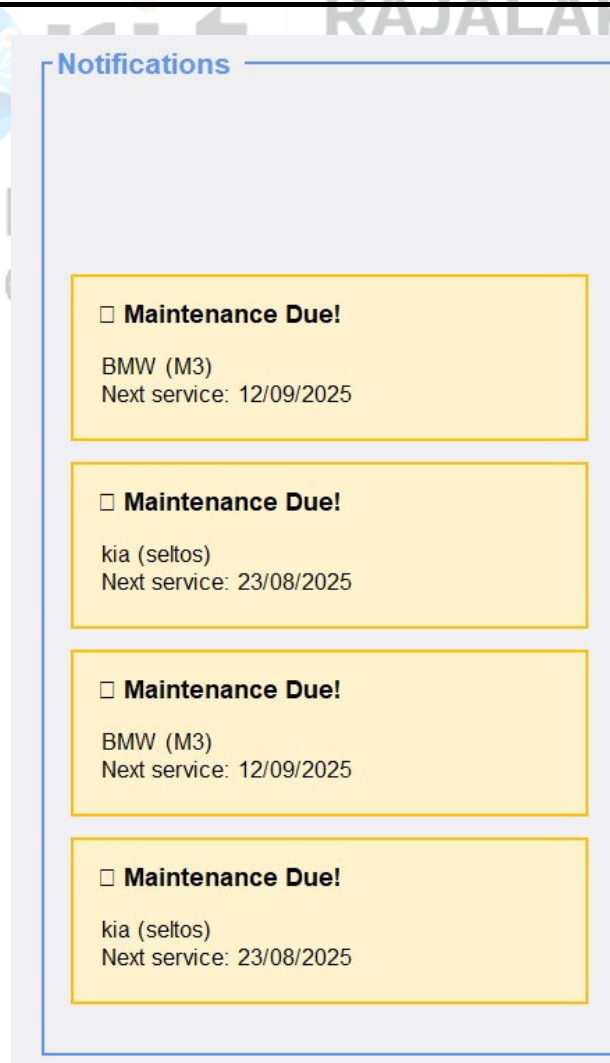 Notifications
□ Maintenance Due!
BMW (M3)
Next service: 12/09/2025
□ Maintenance Due!
kia (seltos)
Next service: 23/08/2025
□ Maintenance Due!
BMW (M3)
Next service: 12/09/2025
□ Maintenance Due!
kia (seltos)
Next service: 23/08/2025